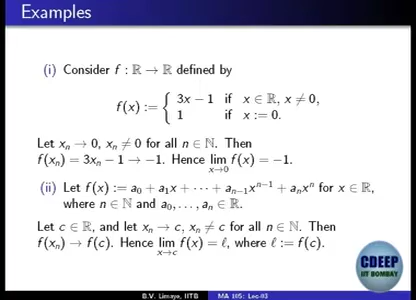 Examples
(i) Consider f : ℝ → ℝ defined by
f(x) := { 3x − 1 if x ∈ ℝ, x ≠ 0,
1 if x := 0.
Let xₙ → 0, xₙ ≠ 0 for all n ∈ ℕ. Then
f(xₙ) = 3xₙ − 1 → −1. Hence lim_{x→0} f(x) = −1.
(ii) Let f(x) := a₀ + a₁x + ⋯ + aₙ₋₁xⁿ⁻¹ + aₙxⁿ for x ∈ ℝ,
where n ∈ ℕ and a₀, . . . , aₙ ∈ ℝ.
Let c ∈ ℝ, and let xₙ → c, xₙ ≠ c for all n ∈ ℕ. Then
f(xₙ) → f(c). Hence lim_{x→c} f(x) = ℓ, where ℓ := f(c).
CDEEP
IIT BOMBAY
B.V. Limaye, IITB MA 105: Lec-03